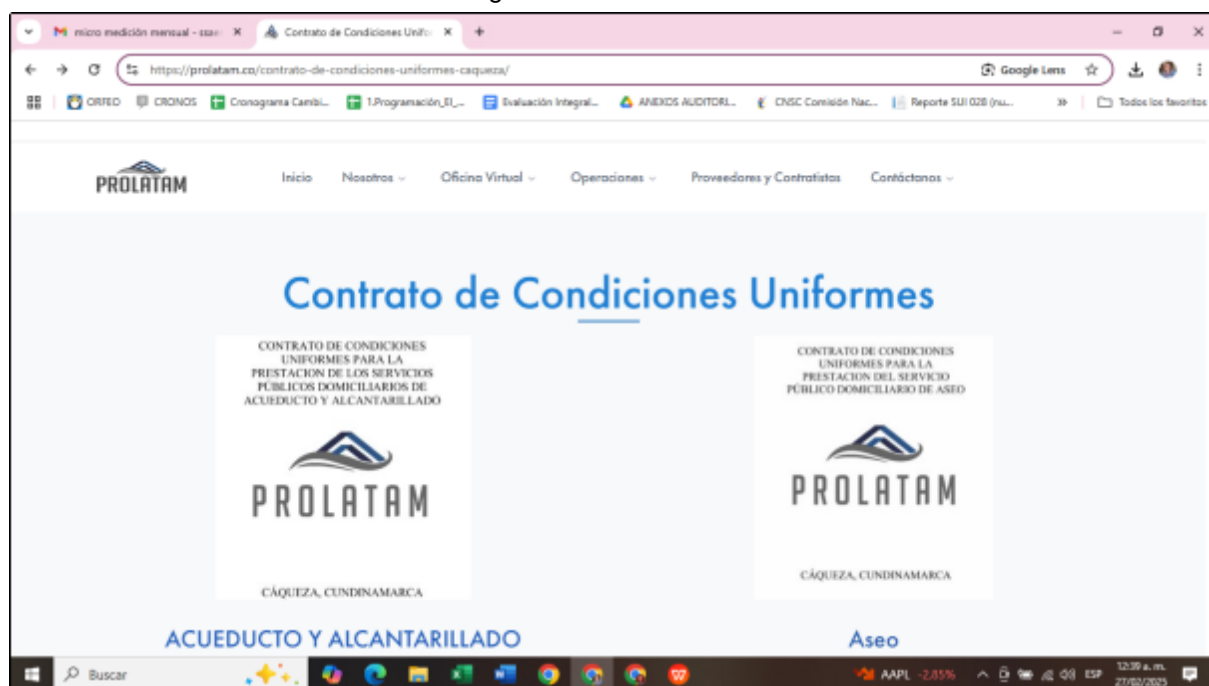 micro medición mensual - ssae
Contrato de Condiciones Unifo
https://prolatam.co/contrato-de-condiciones-uniformes-caqueza/
Google Lens
ORFEO CRONOS Cronograma Cambi... 1.Programación_EI_... Evaluación Integral... ANEXOS AUDITORI... CNSC Comisión Nac... Reporte SUI 028 (nu... Todos los favoritos
PROLATAM
Inicio Nosotros Oficina Virtual Operaciones Proveedores y Contratistas Contáctanos
Contrato de Condiciones Uniformes
CONTRATO DE CONDICIONES
UNIFORMES PARA LA
PRESTACION DE LOS SERVICIOS
PÚBLICOS DOMICILIARIOS DE
ACUEDUCTO Y ALCANTARILLADO
PROLATAM
CÁQUEZA, CUNDINAMARCA
ACUEDUCTO Y ALCANTARILLADO
CONTRATO DE CONDICIONES
UNIFORMES PARA LA
PRESTACION DEL SERVICIO
PÚBLICO DOMICILIARIO DE ASEO
PROLATAM
CÁQUEZA, CUNDINAMARCA
Aseo
Buscar
AAPL -2,85%
ESP
12:39 a. m.
27/02/2025